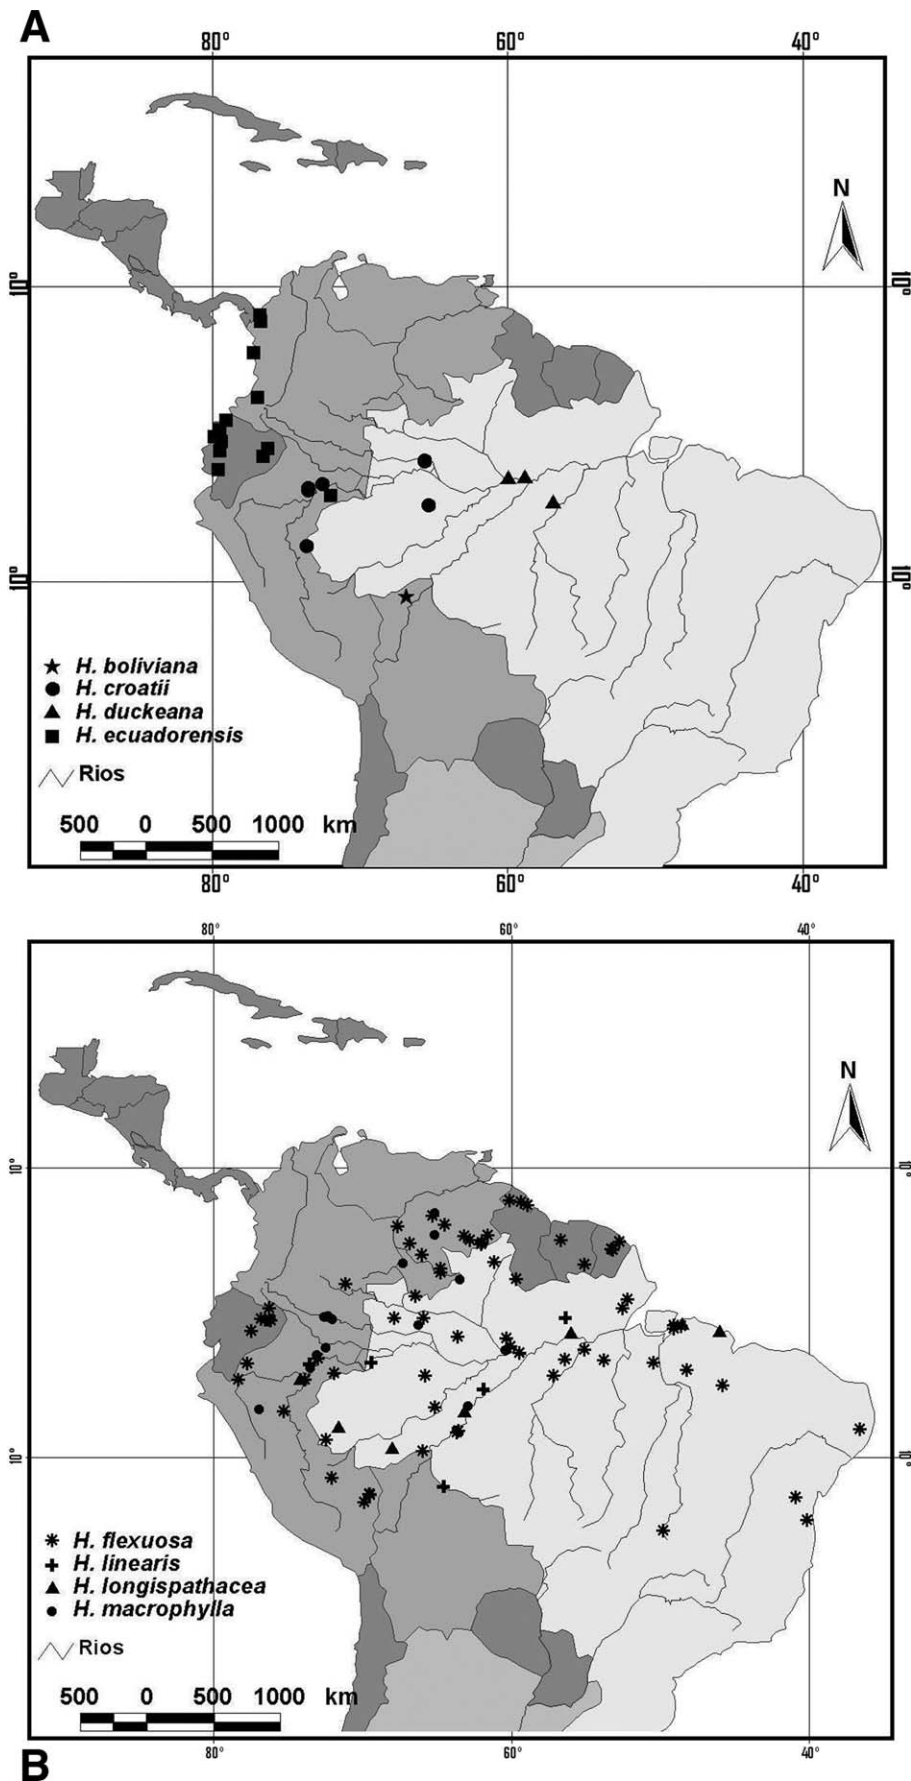 A
80° 60° 40°
N
10° 10°
10° 10°
H. boliviana
H. croatii
H. duckeana
H. ecuadorensis
Rios
500 0 500 1000 km
80° 60° 40°
80° 60° 40°
N
10° 10°
10° 10°
H. flexuosa
H. linearis
H. longispathacea
H. macrophylla
Rios
500 0 500 1000 km
80° 60° 40°
B